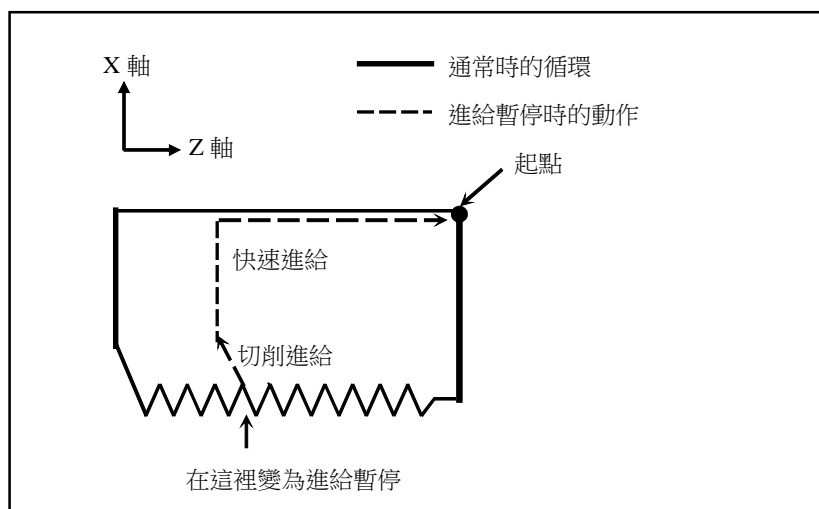 X 軸
Z 軸
通常時的循環
進給暫停時的動作
起點
快速進給
切削進給
在這裡變為進給暫停